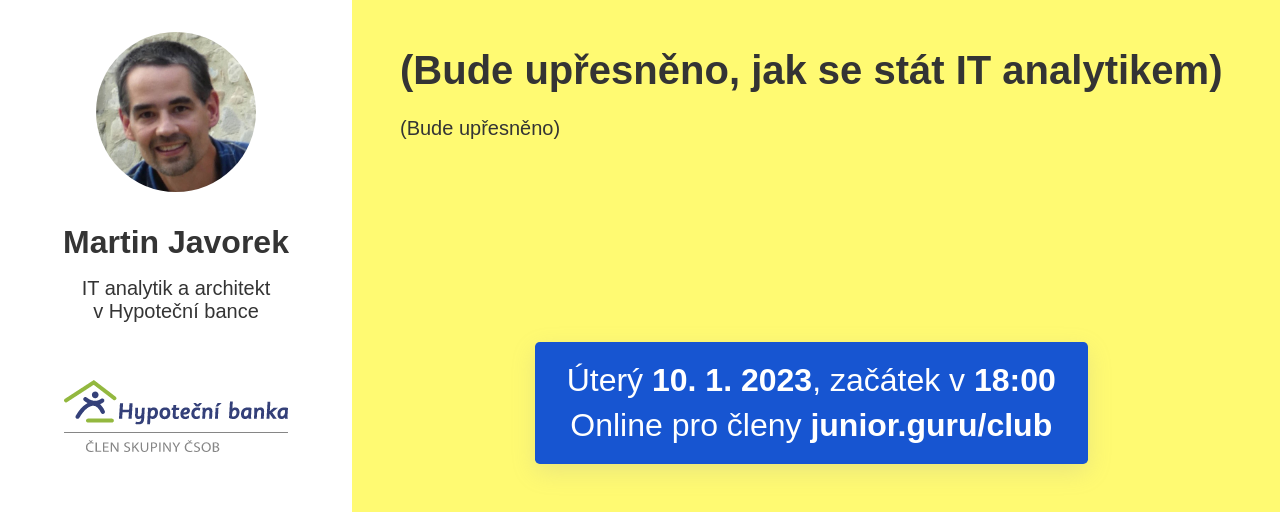 Martin Javorek
IT analytik a architekt
v Hypoteční bance
Hypoteční banka
ČLEN SKUPINY ČSOB
(Bude upřesněno, jak se stát IT analytikem)
(Bude upřesněno)
Úterý 10. 1. 2023, začátek v 18:00
Online pro členy junior.guru/club